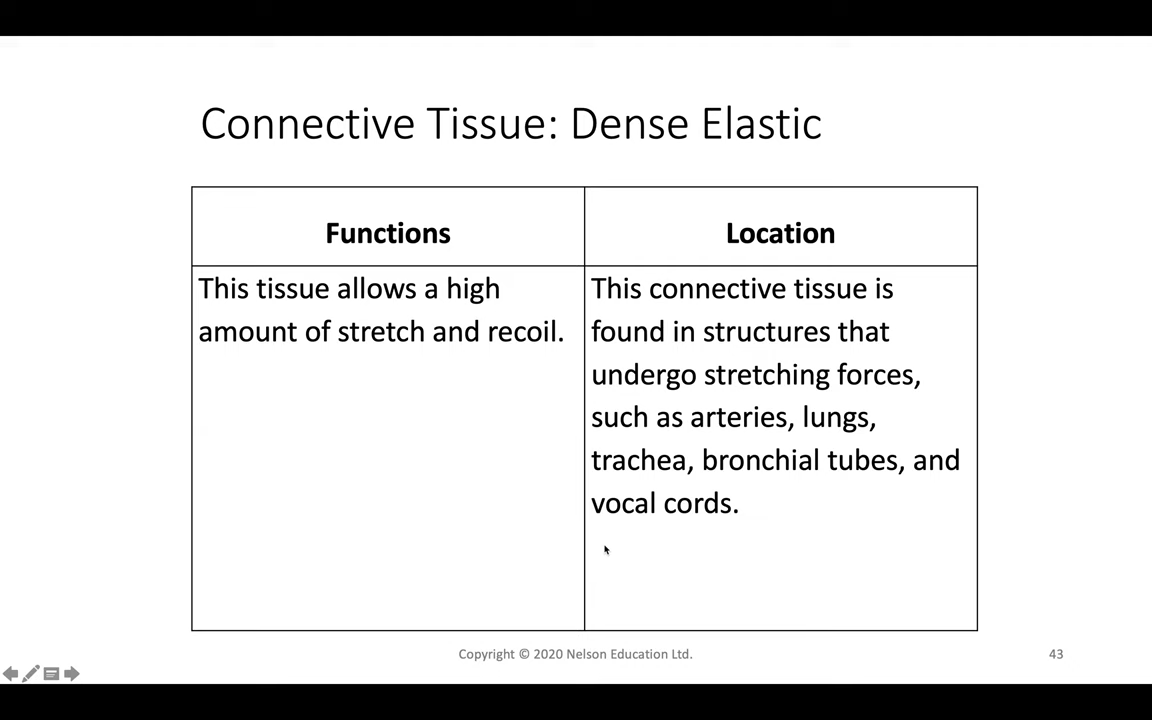 Connective Tissue: Dense Elastic
Functions
Location
This tissue allows a high
amount of stretch and recoil.
This connective tissue is
found in structures that
undergo stretching forces,
such as arteries, lungs,
trachea, bronchial tubes, and
vocal cords.
Copyright © 2020 Nelson Education Ltd.
43